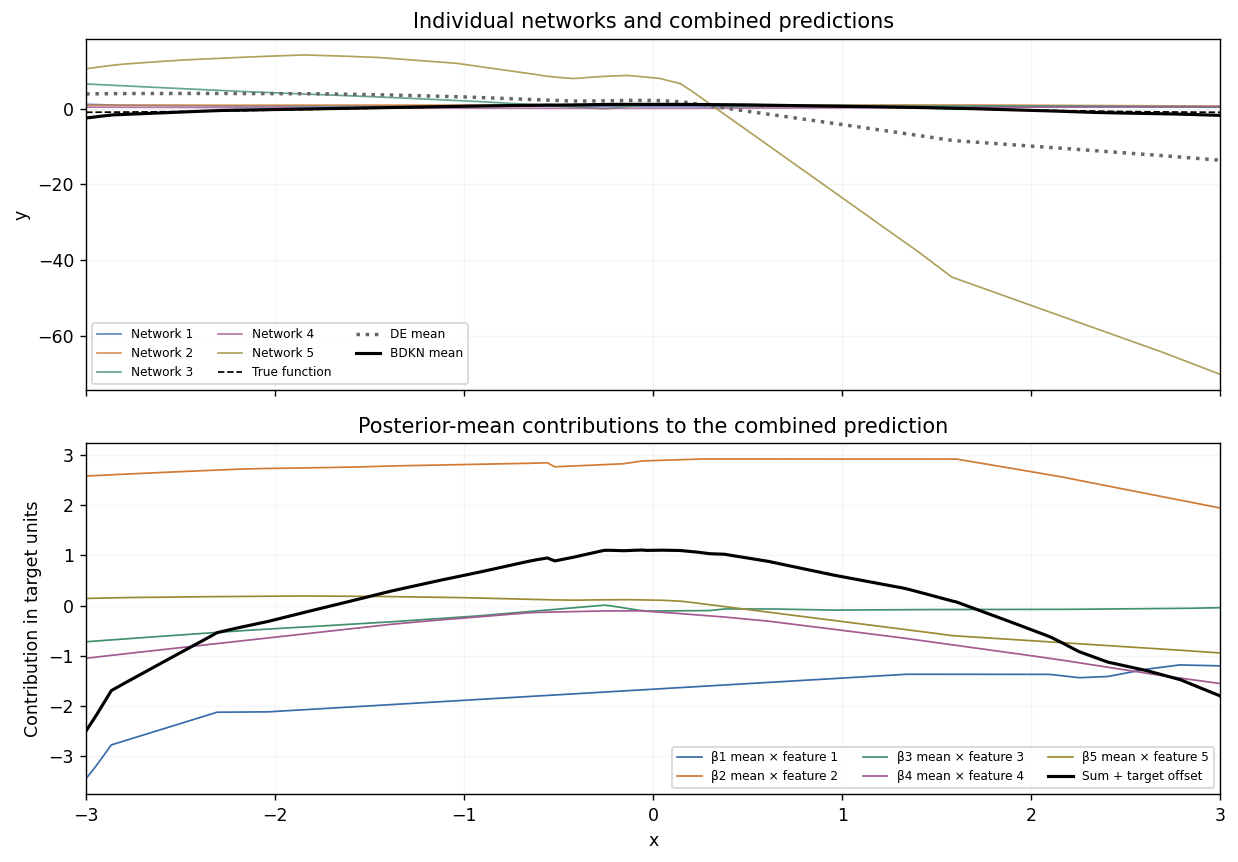 Individual networks and combined predictions
0
−20
−40
−60
y
Network 1
Network 2
Network 3
Network 4
Network 5
True function
DE mean
BDKN mean
Posterior-mean contributions to the combined prediction
3
2
1
0
−1
−2
−3
Contribution in target units
β1 mean × feature 1
β2 mean × feature 2
β3 mean × feature 3
β4 mean × feature 4
β5 mean × feature 5
Sum + target offset
−3 −2 −1 0 1 2 3
x